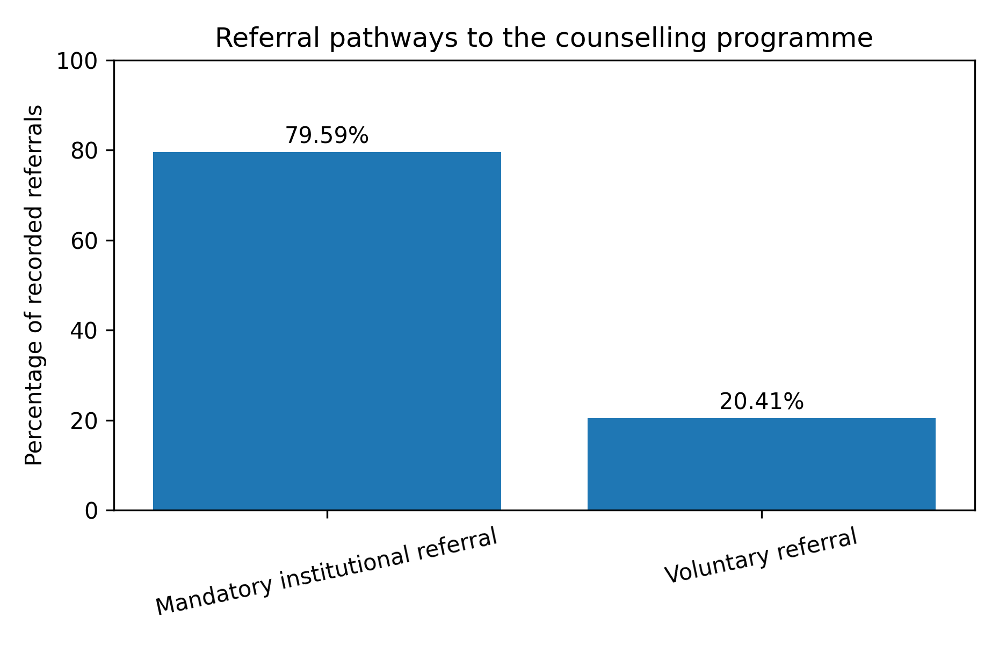 Referral pathways to the counselling programme
Percentage of recorded referrals
100
80
60
40
20
0
79.59%
20.41%
Mandatory institutional referral
Voluntary referral